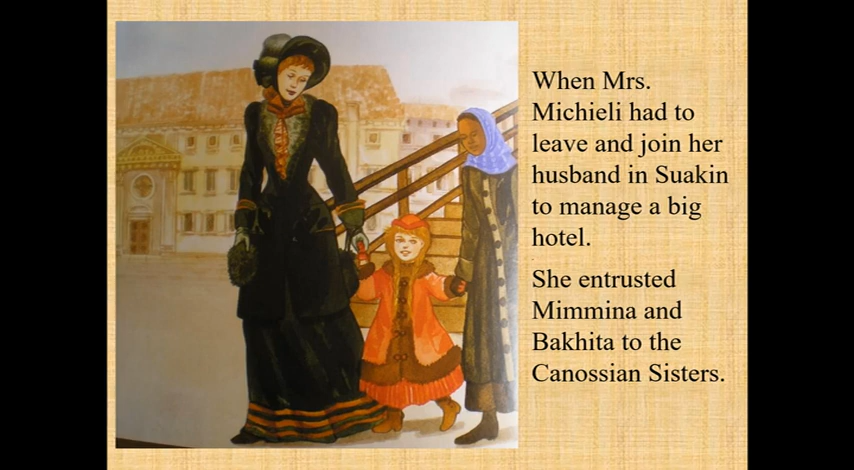 When Mrs.
Michieli had to
leave and join her
husband in Suakin
to manage a big
hotel.
She entrusted
Mimmina and
Bakhita to the
Canossian Sisters.